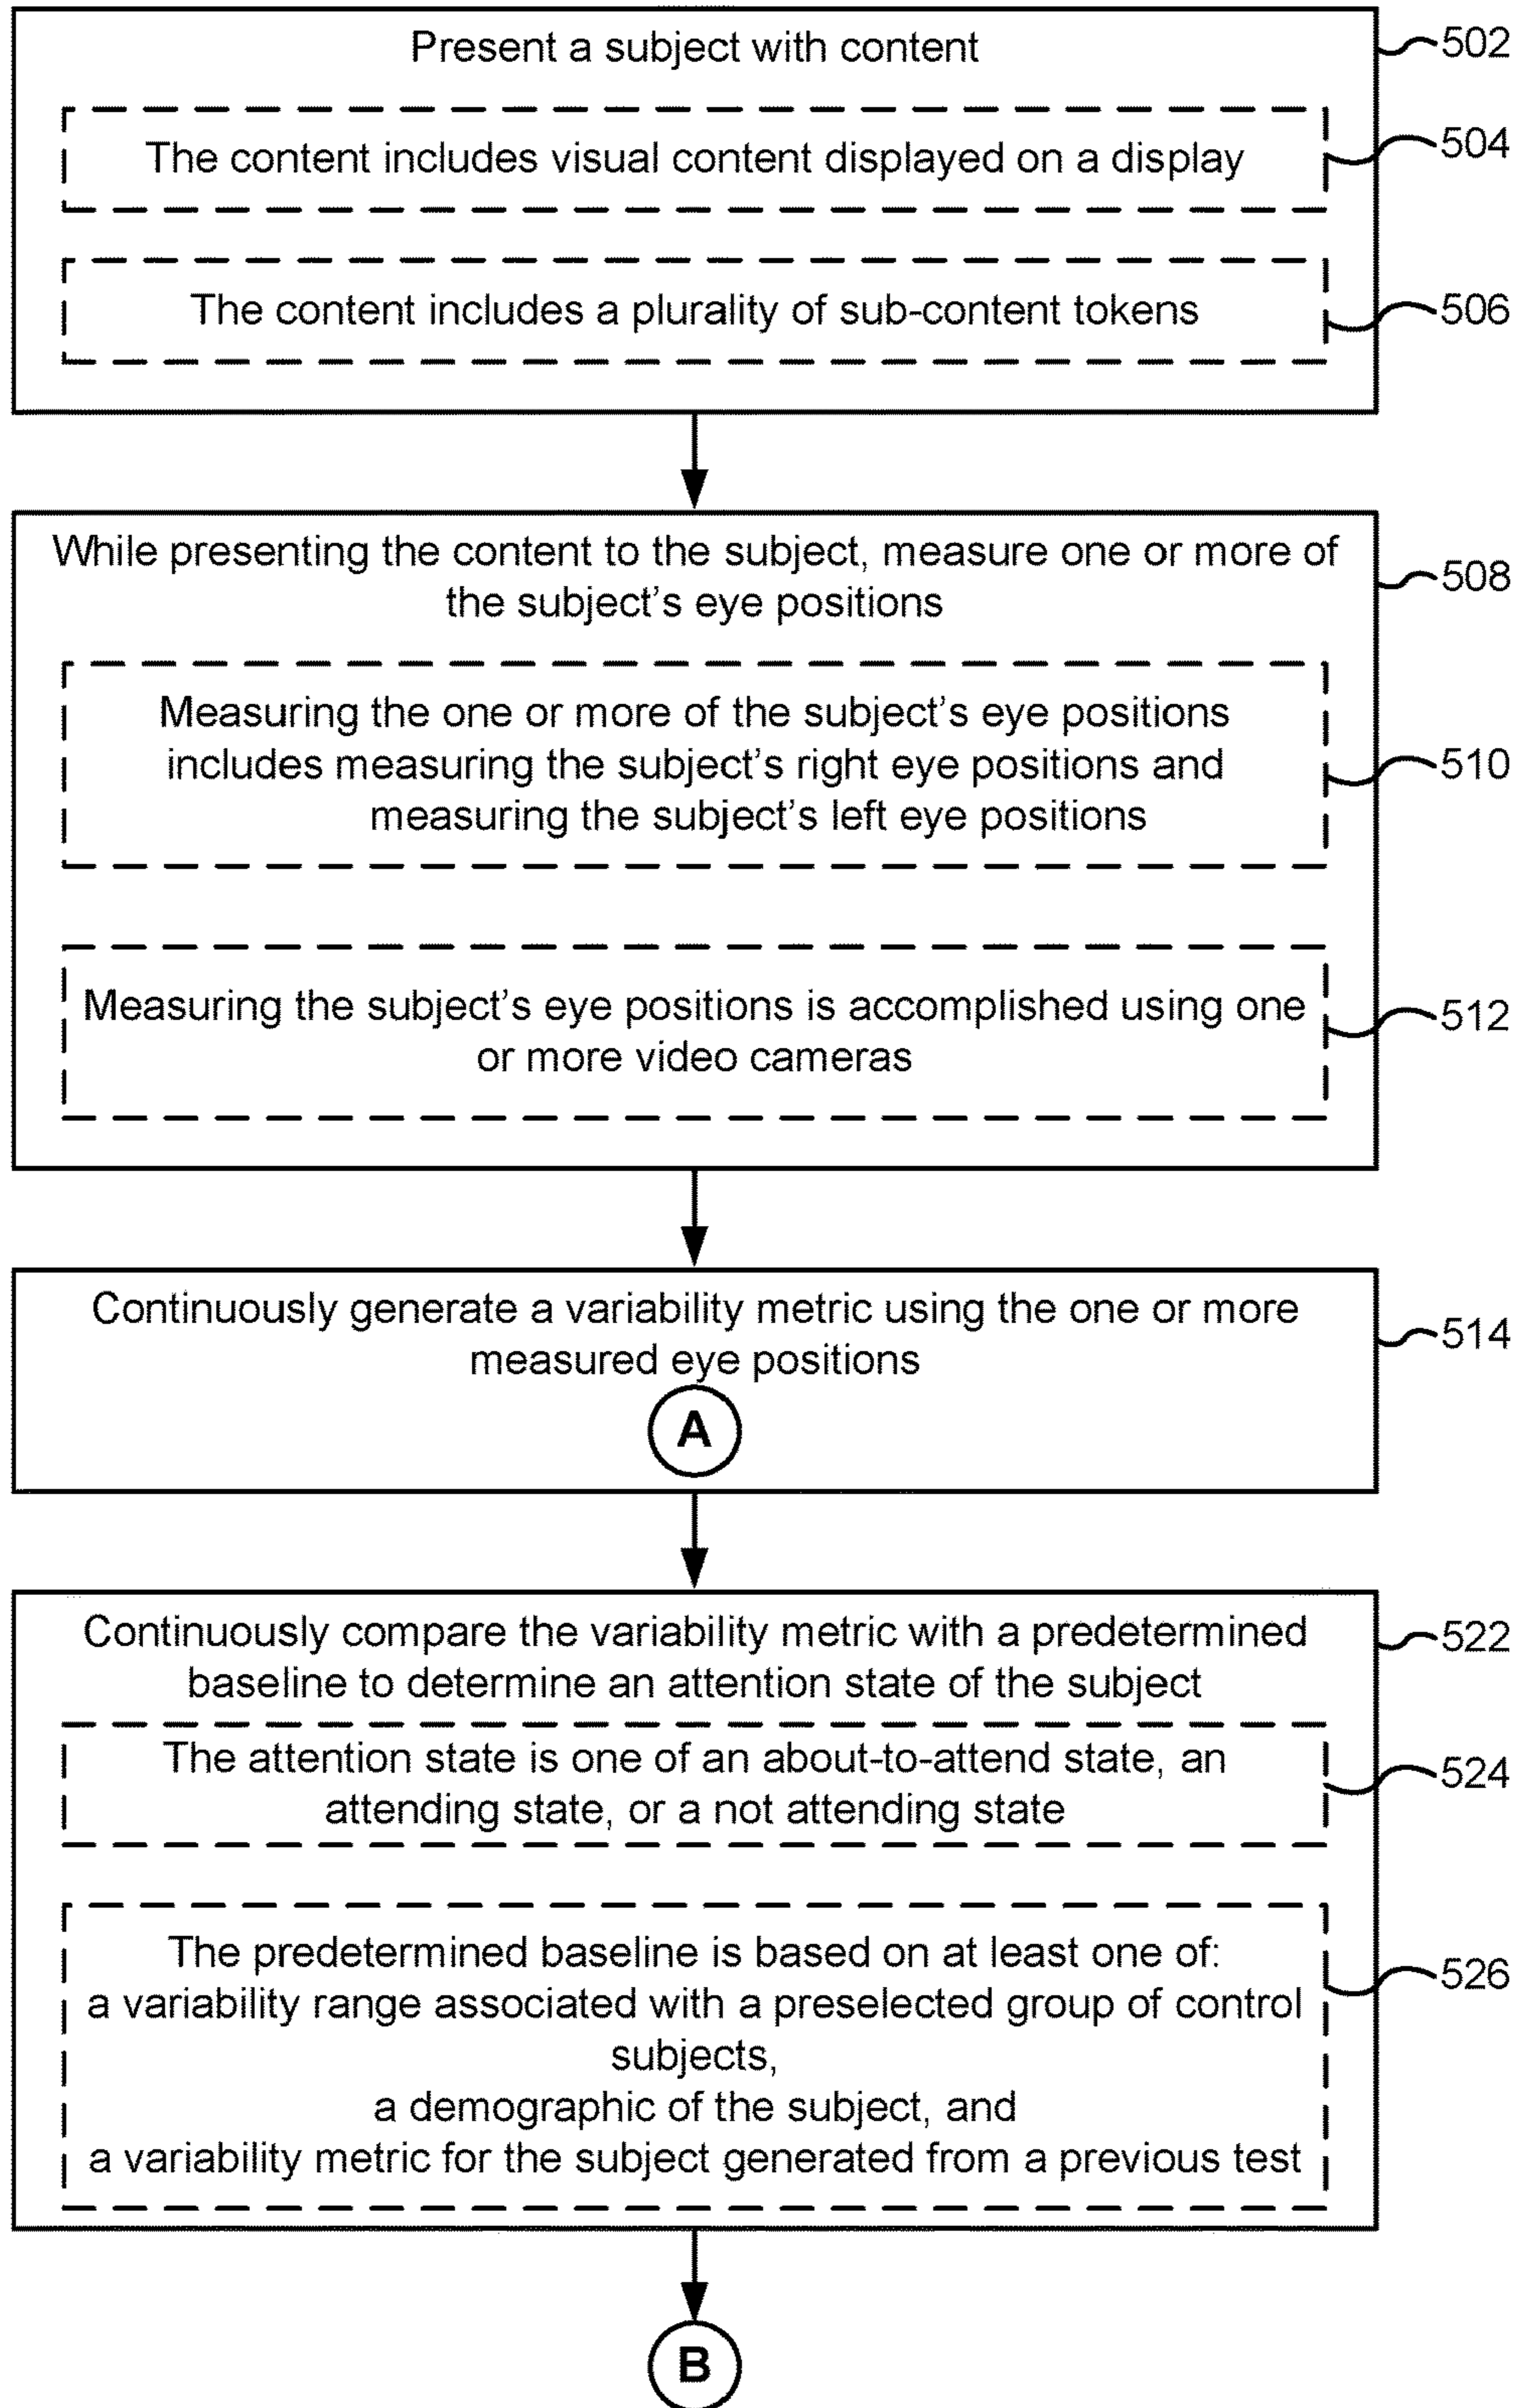 Present a subject with content
502
The content includes visual content displayed on a display
504
The content includes a plurality of sub-content tokens
506
While presenting the content to the subject, measure one or more of
the subject's eye positions
508
Measuring the one or more of the subject's eye positions
includes measuring the subject's right eye positions and
measuring the subject's left eye positions
510
Measuring the subject's eye positions is accomplished using one
or more video cameras
512
Continuously generate a variability metric using the one or more
measured eye positions
514
A
Continuously compare the variability metric with a predetermined
baseline to determine an attention state of the subject
522
The attention state is one of an about-to-attend state, an
attending state, or a not attending state
524
The predetermined baseline is based on at least one of:
a variability range associated with a preselected group of control
subjects,
a demographic of the subject, and
a variability metric for the subject generated from a previous test
526
B